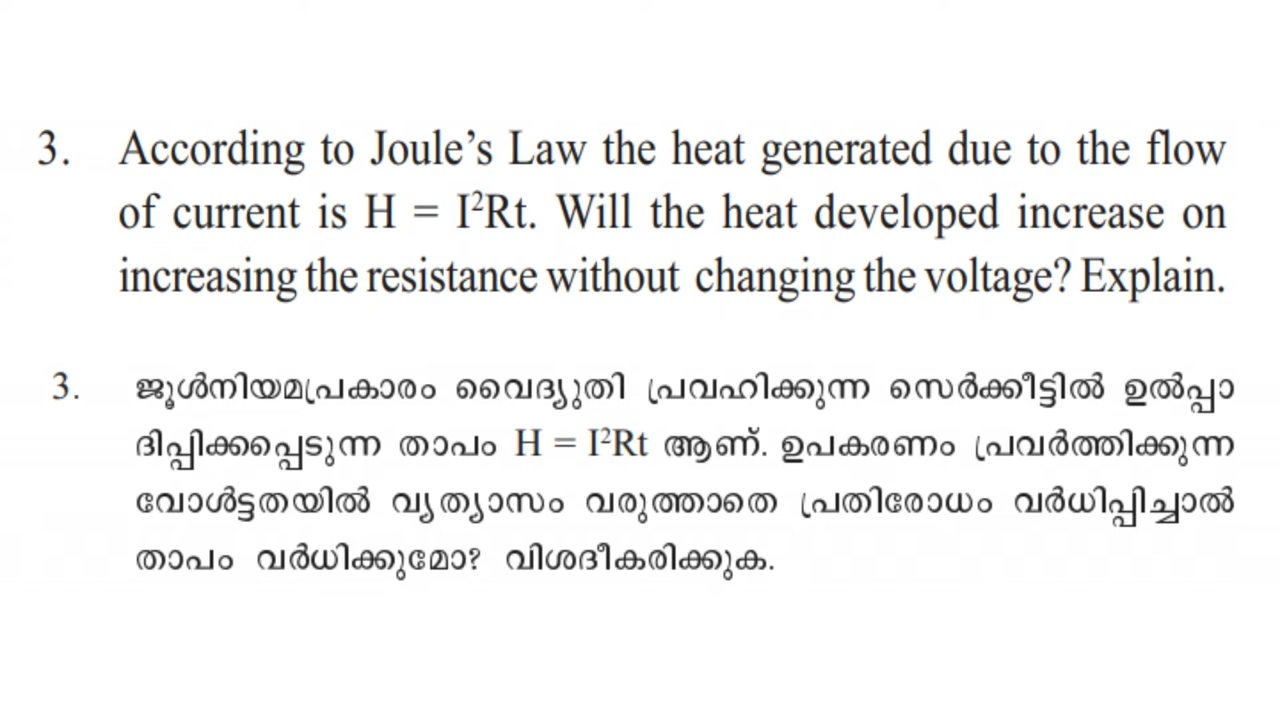 3. According to Joule’s Law the heat generated due to the flow
of current is H = I²Rt. Will the heat developed increase on
increasing the resistance without changing the voltage? Explain.
3. ജൂൾനിയമപ്രകാരം വൈദ്യുതി പ്രവഹിക്കുന്ന സെർക്കീട്ടിൽ ഉൽപ്പാ
ദിപ്പിക്കപ്പെടുന്ന താപം H = I²Rt ആണ്. ഉപകരണം പ്രവർത്തിക്കുന്ന
വോൾട്ടതയിൽ വ്യത്യാസം വരുത്താതെ പ്രതിരോധം വർധിപ്പിച്ചാൽ
താപം വർധിക്കുമോ? വിശദീകരിക്കുക.